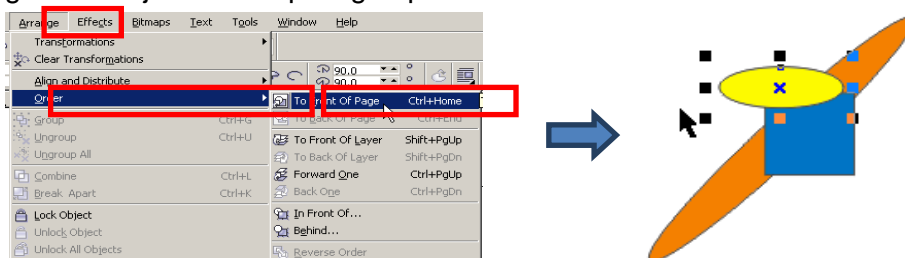 Arrange Effects Bitmaps Text Tools Window Help
Transformations
Clear Transformations
Align and Distribute
Order
Group Ctrl+G
Ungroup Ctrl+U
Ungroup All
Combine Ctrl+L
Break Apart Ctrl+K
Lock Object
Unlock Object
Unlock All Objects
90.0
90.0
To Front Of Page Ctrl+Home
To Back Of Page Ctrl+End
To Front Of Layer Shift+PgUp
To Back Of Layer Shift+PgDn
Forward One Ctrl+PgUp
Back One Ctrl+PgDn
In Front Of...
Behind...
Reverse Order